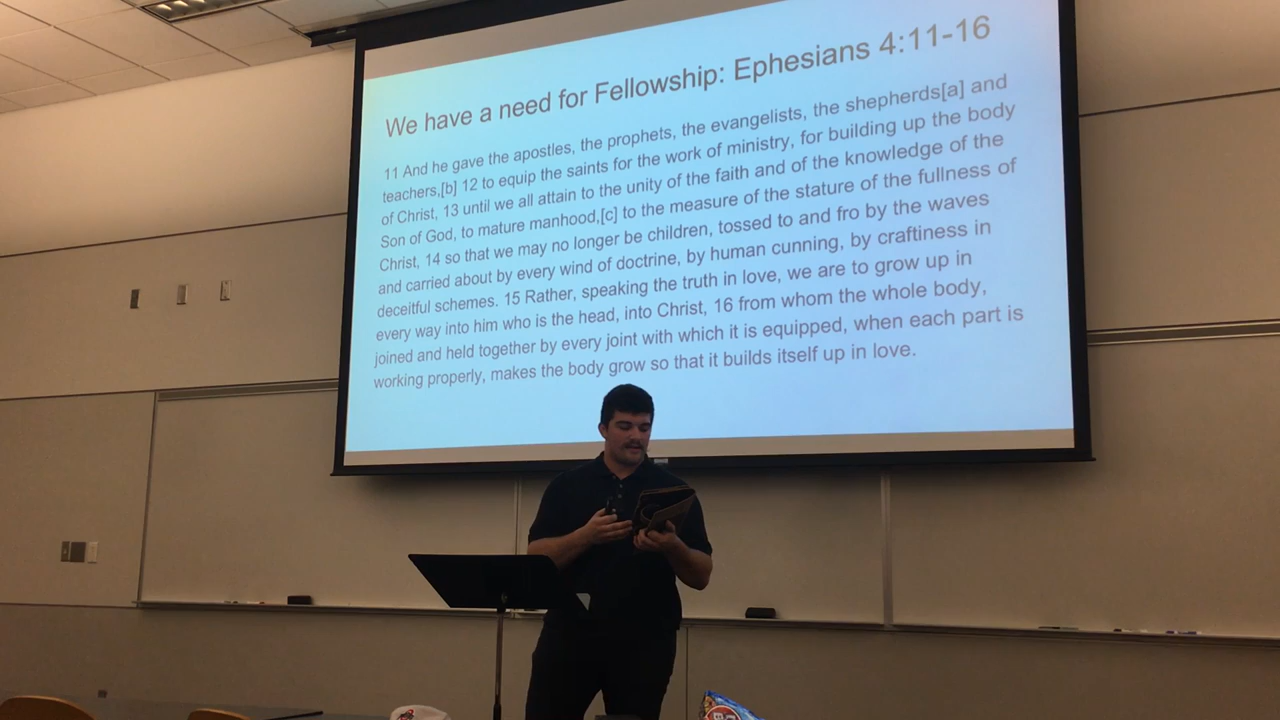 We have a need for Fellowship: Ephesians 4:11-16
11 And he gave the apostles, the prophets, the evangelists, the shepherds[a] and
teachers,[b] 12 to equip the saints for the work of ministry, for building up the body
of Christ, 13 until we all attain to the unity of the faith and of the knowledge of the
Son of God, to mature manhood,[c] to the measure of the stature of the fullness of
Christ, 14 so that we may no longer be children, tossed to and fro by the waves
and carried about by every wind of doctrine, by human cunning, by craftiness in
deceitful schemes. 15 Rather, speaking the truth in love, we are to grow up in
every way into him who is the head, into Christ, 16 from whom the whole body,
joined and held together by every joint with which it is equipped, when each part is
working properly, makes the body grow so that it builds itself up in love.